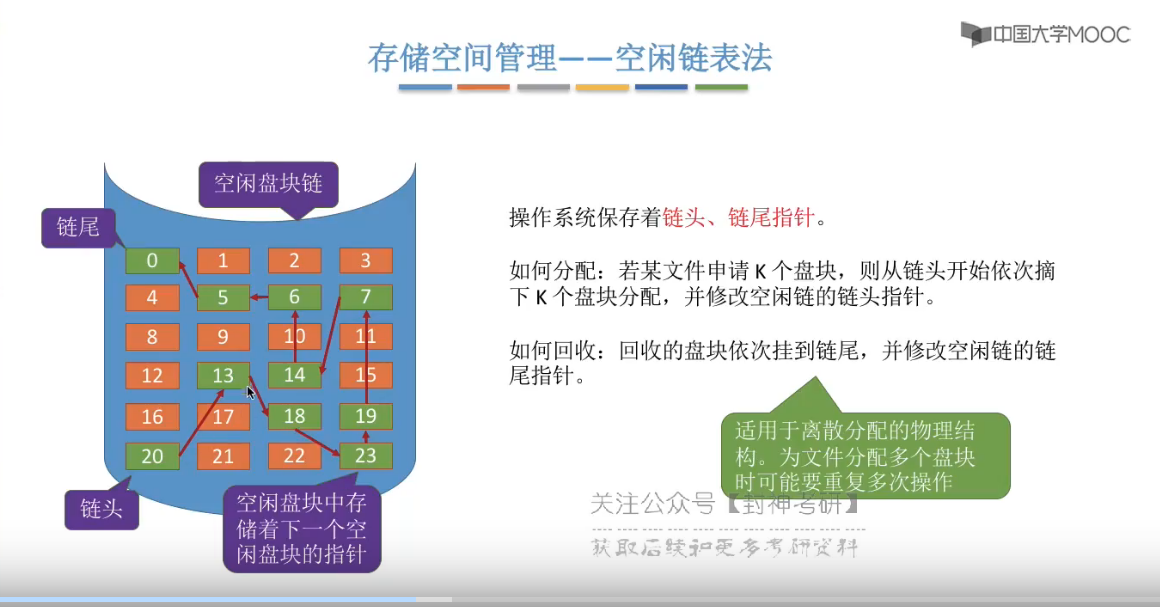 中国大学MOOC
存储空间管理——空闲链表法
空闲盘块链
链尾
0 1 2 3
4 5 6 7
8 9 10 11
12 13 14 15
16 17 18 19
20 21 22 23
链头
空闲盘块中存
储着下一个空
闲盘块的指针
操作系统保存着链头、链尾指针。
如何分配：若某文件申请 K 个盘块，则从链头开始依次摘
下 K 个盘块分配，并修改空闲链的链头指针。
如何回收：回收的盘块依次挂到链尾，并修改空闲链的链
尾指针。
适用于离散分配的物理结
构。为文件分配多个盘块
时可能要重复多次操作
关注公众号【封神考研】
获取后续和更多考研资料